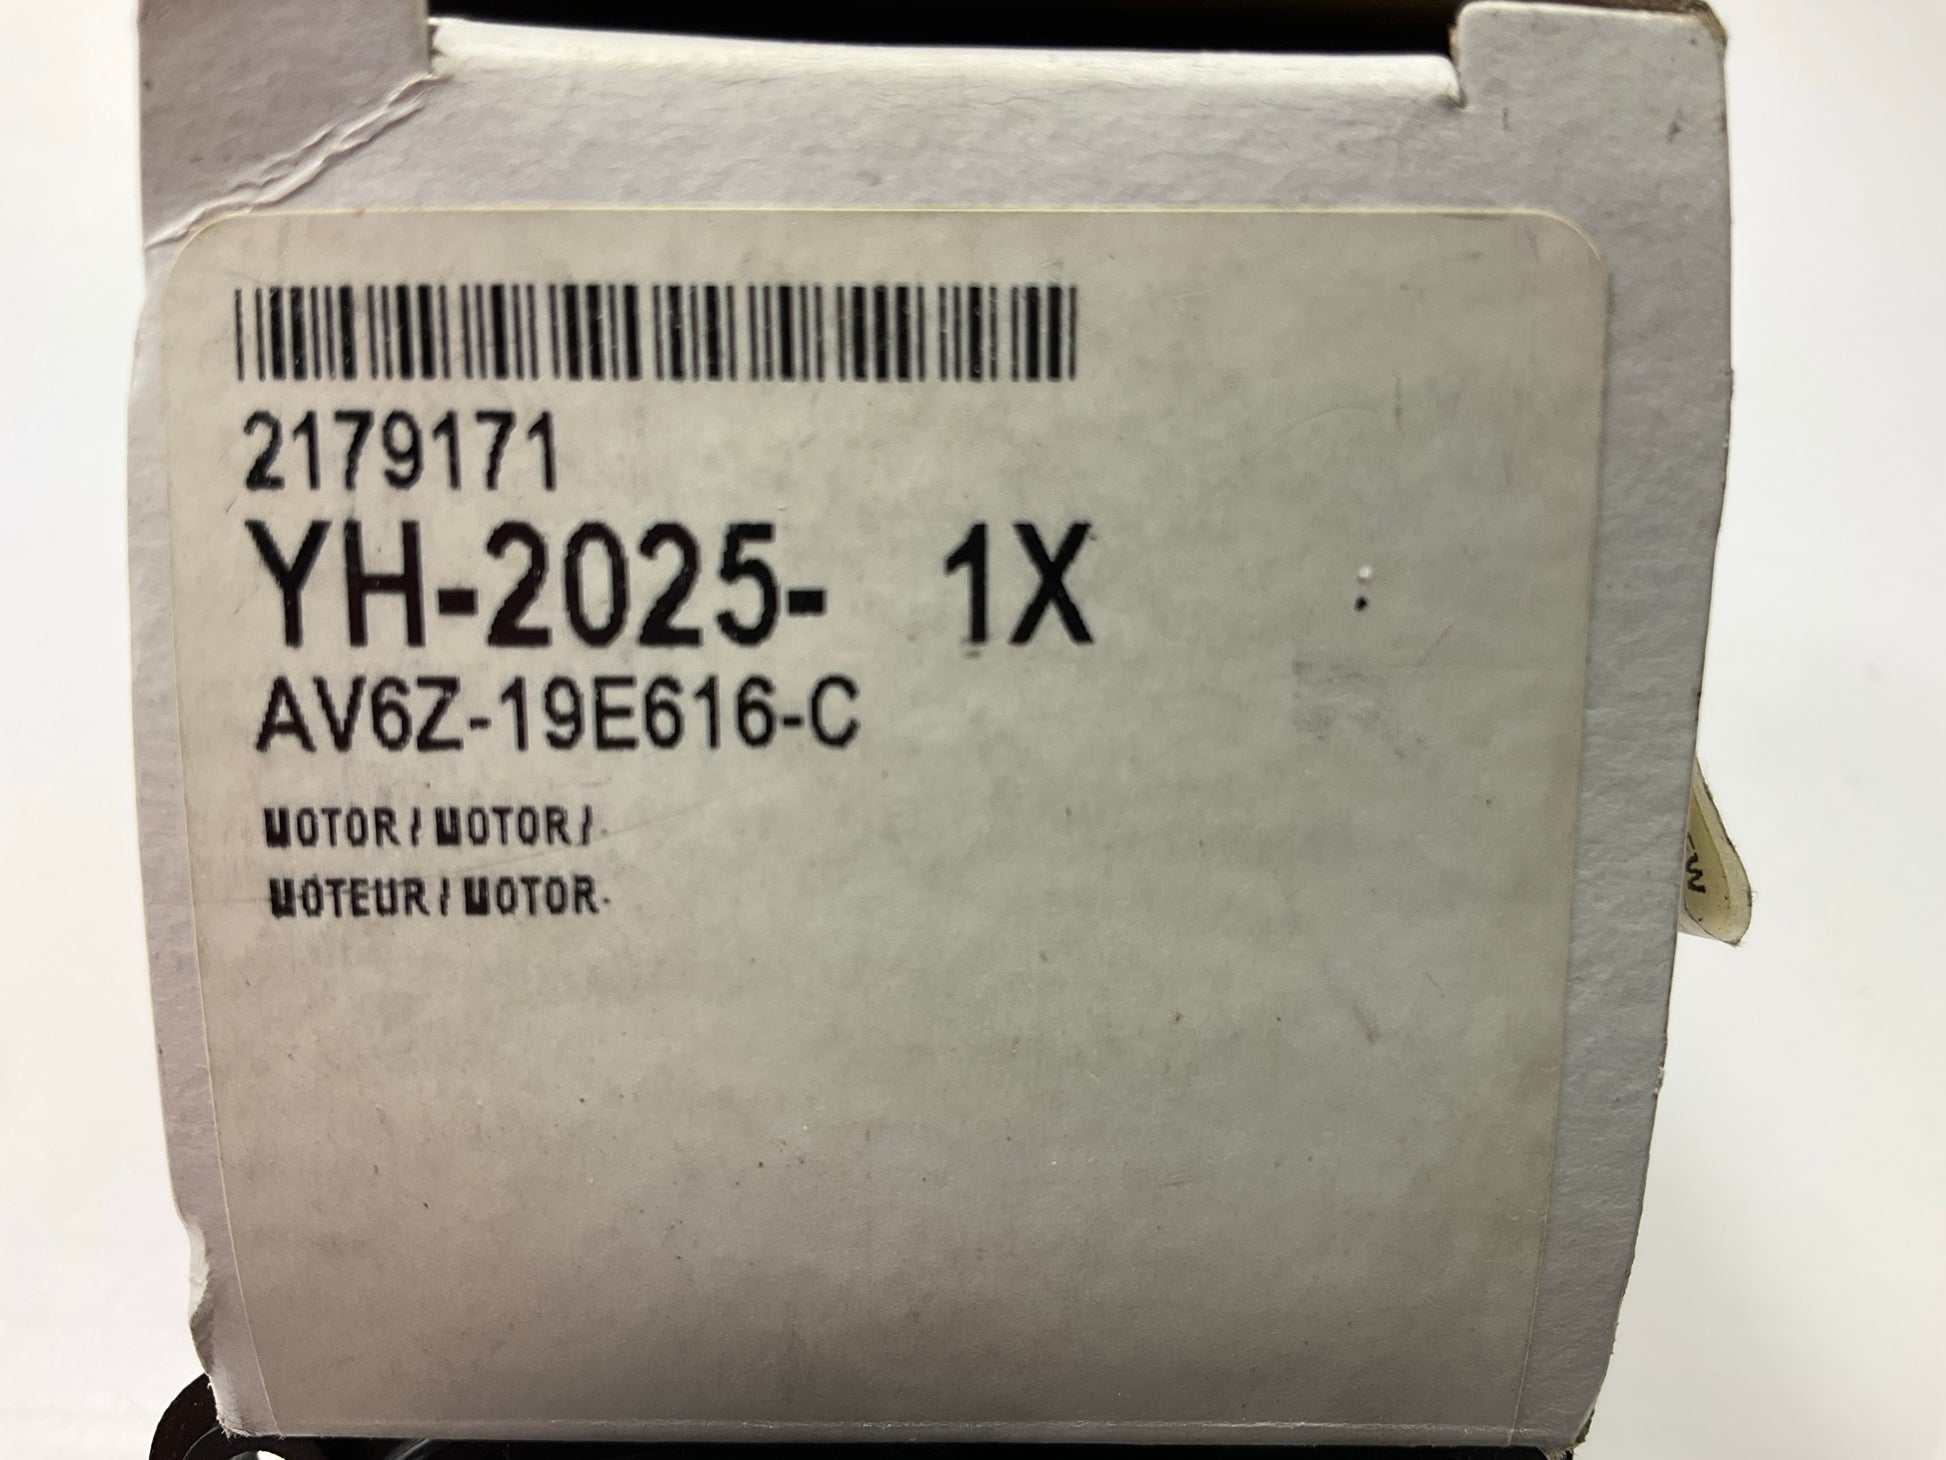 2179171
YH-2025- 1X
AV6Z-19E616-C
MOTOR/MOTOR/
MOTEUR/MOTOR